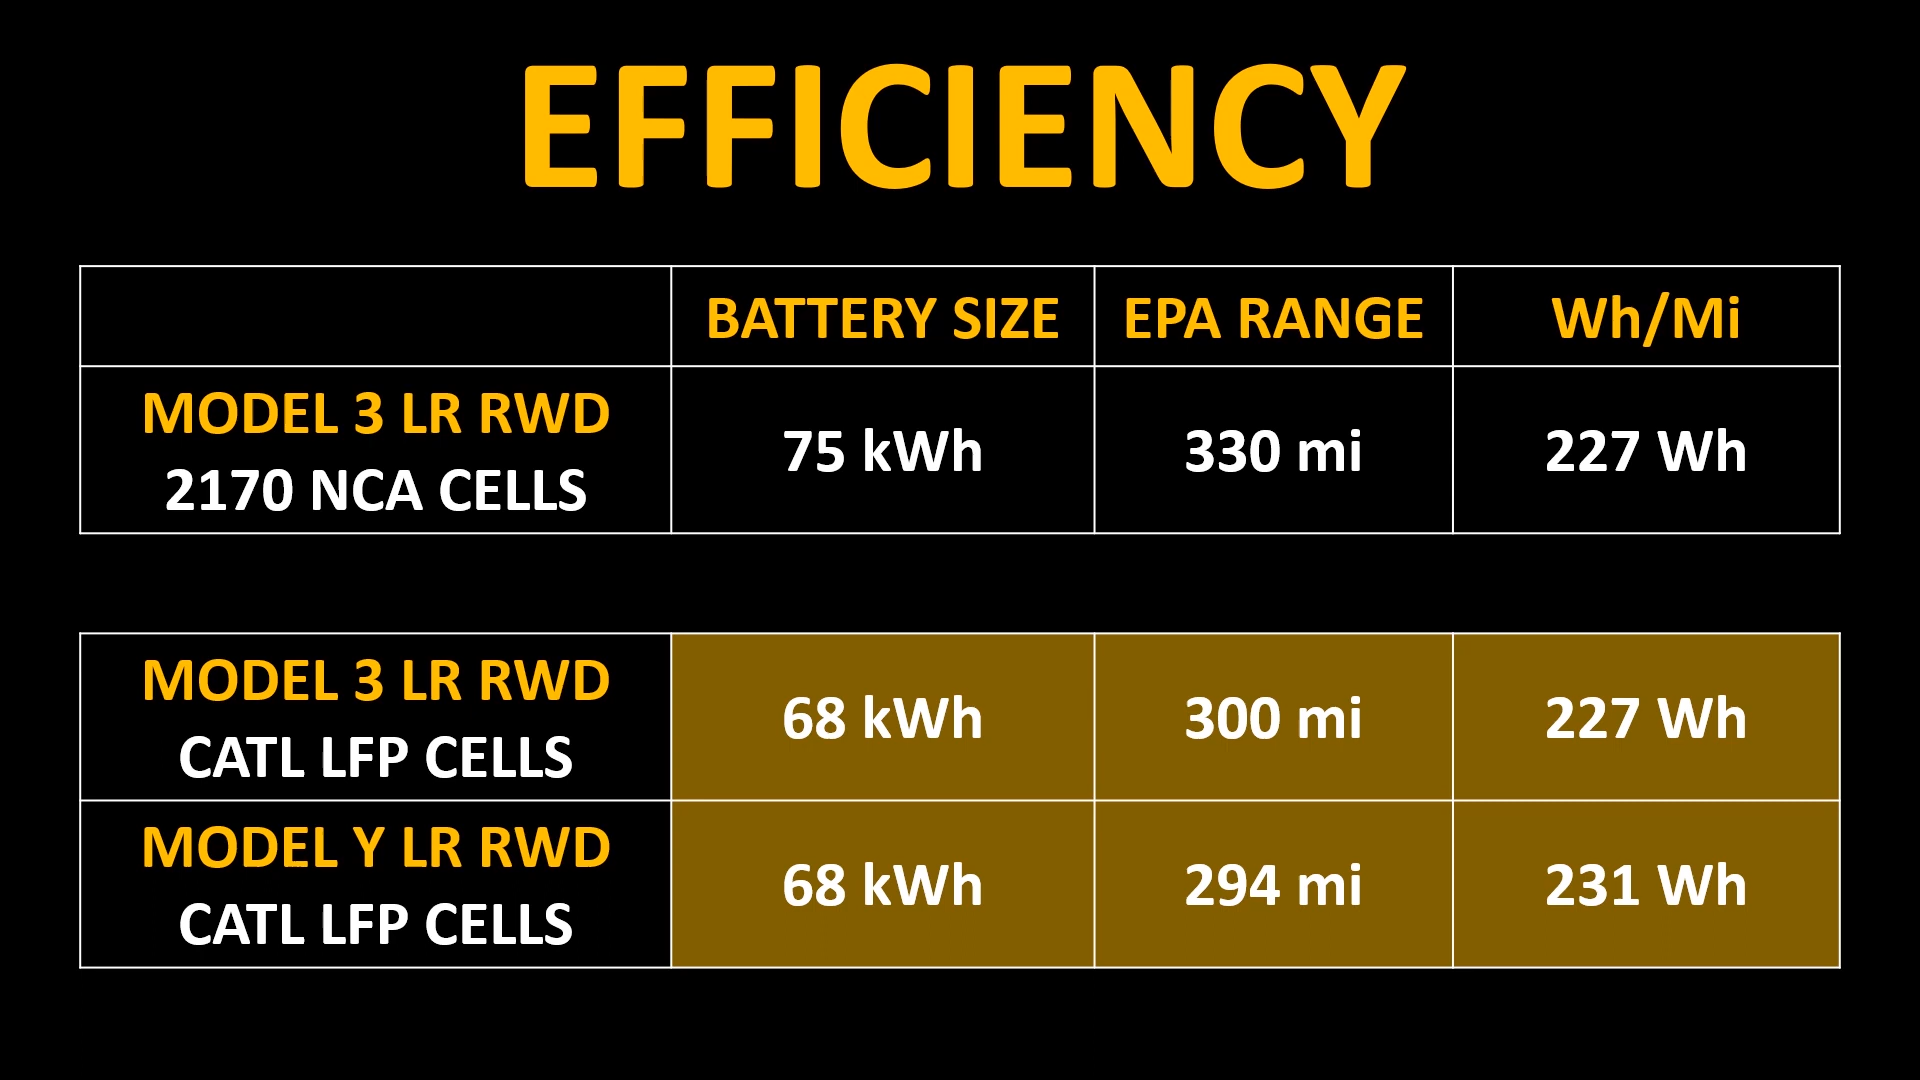 EFFICIENCY
BATTERY SIZE EPA RANGE Wh/Mi
MODEL 3 LR RWD
2170 NCA CELLS
75 kWh 330 mi 227 Wh
MODEL 3 LR RWD
CATL LFP CELLS
68 kWh 300 mi 227 Wh
MODEL Y LR RWD
CATL LFP CELLS
68 kWh 294 mi 231 Wh